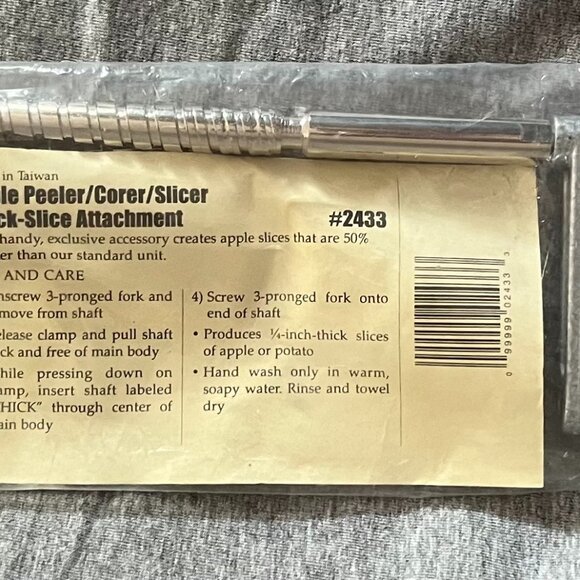 in Taiwan
le Peeler/Corer/Slicer
ck-Slice Attachment #2433
handy, exclusive accessory creates apple slices that are 50%
er than our standard unit.
AND CARE
nscrew 3-pronged fork and
move from shaft
elease clamp and pull shaft
ck and free of main body
hile pressing down on
amp, insert shaft labeled
HICK" through center of
ain body
4) Screw 3-pronged fork onto
end of shaft
• Produces ¼-inch-thick slices
of apple or potato
• Hand wash only in warm,
soapy water. Rinse and towel
dry
0 99999 02433 3